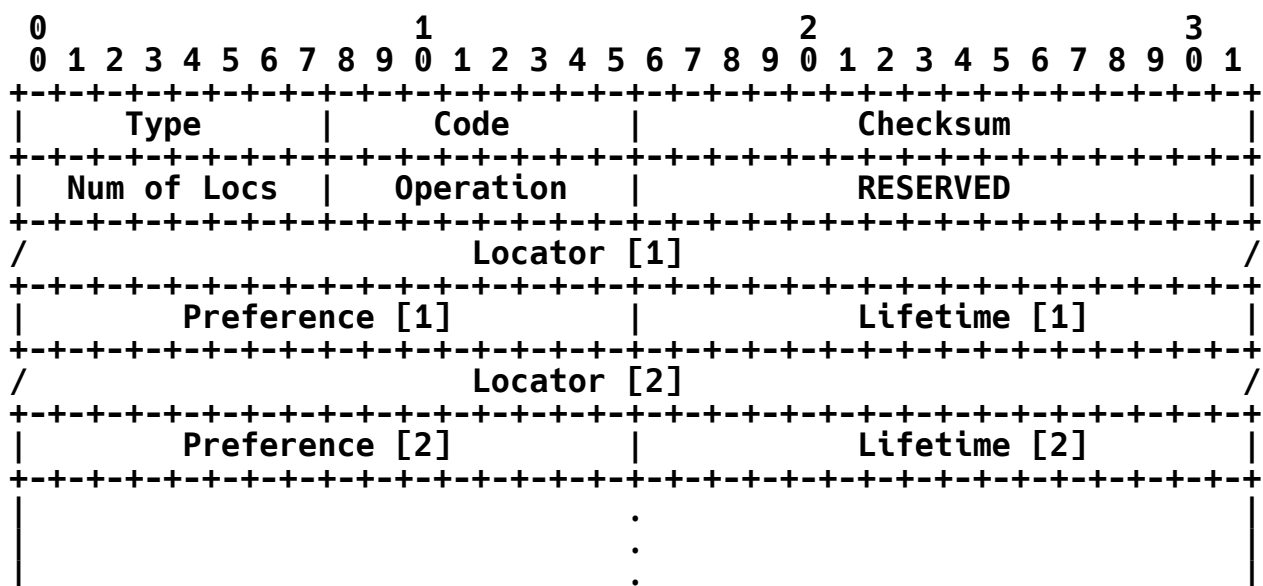 0                   1                   2                   3
 0 1 2 3 4 5 6 7 8 9 0 1 2 3 4 5 6 7 8 9 0 1 2 3 4 5 6 7 8 9 0 1
+-+-+-+-+-+-+-+-+-+-+-+-+-+-+-+-+-+-+-+-+-+-+-+-+-+-+-+-+-+-+-+-+
|     Type      |     Code      |           Checksum            |
+-+-+-+-+-+-+-+-+-+-+-+-+-+-+-+-+-+-+-+-+-+-+-+-+-+-+-+-+-+-+-+-+
|  Num of Locs  |   Operation   |           RESERVED            |
+-+-+-+-+-+-+-+-+-+-+-+-+-+-+-+-+-+-+-+-+-+-+-+-+-+-+-+-+-+-+-+-+
/                       Locator [1]                             /
+-+-+-+-+-+-+-+-+-+-+-+-+-+-+-+-+-+-+-+-+-+-+-+-+-+-+-+-+-+-+-+-+
|        Preference [1]         |           Lifetime [1]        |
+-+-+-+-+-+-+-+-+-+-+-+-+-+-+-+-+-+-+-+-+-+-+-+-+-+-+-+-+-+-+-+-+
/                       Locator [2]                             /
+-+-+-+-+-+-+-+-+-+-+-+-+-+-+-+-+-+-+-+-+-+-+-+-+-+-+-+-+-+-+-+-+
|        Preference [2]         |           Lifetime [2]        |
+-+-+-+-+-+-+-+-+-+-+-+-+-+-+-+-+-+-+-+-+-+-+-+-+-+-+-+-+-+-+-+-+
|                               .                               |
|                               .                               |
|                               .                               |